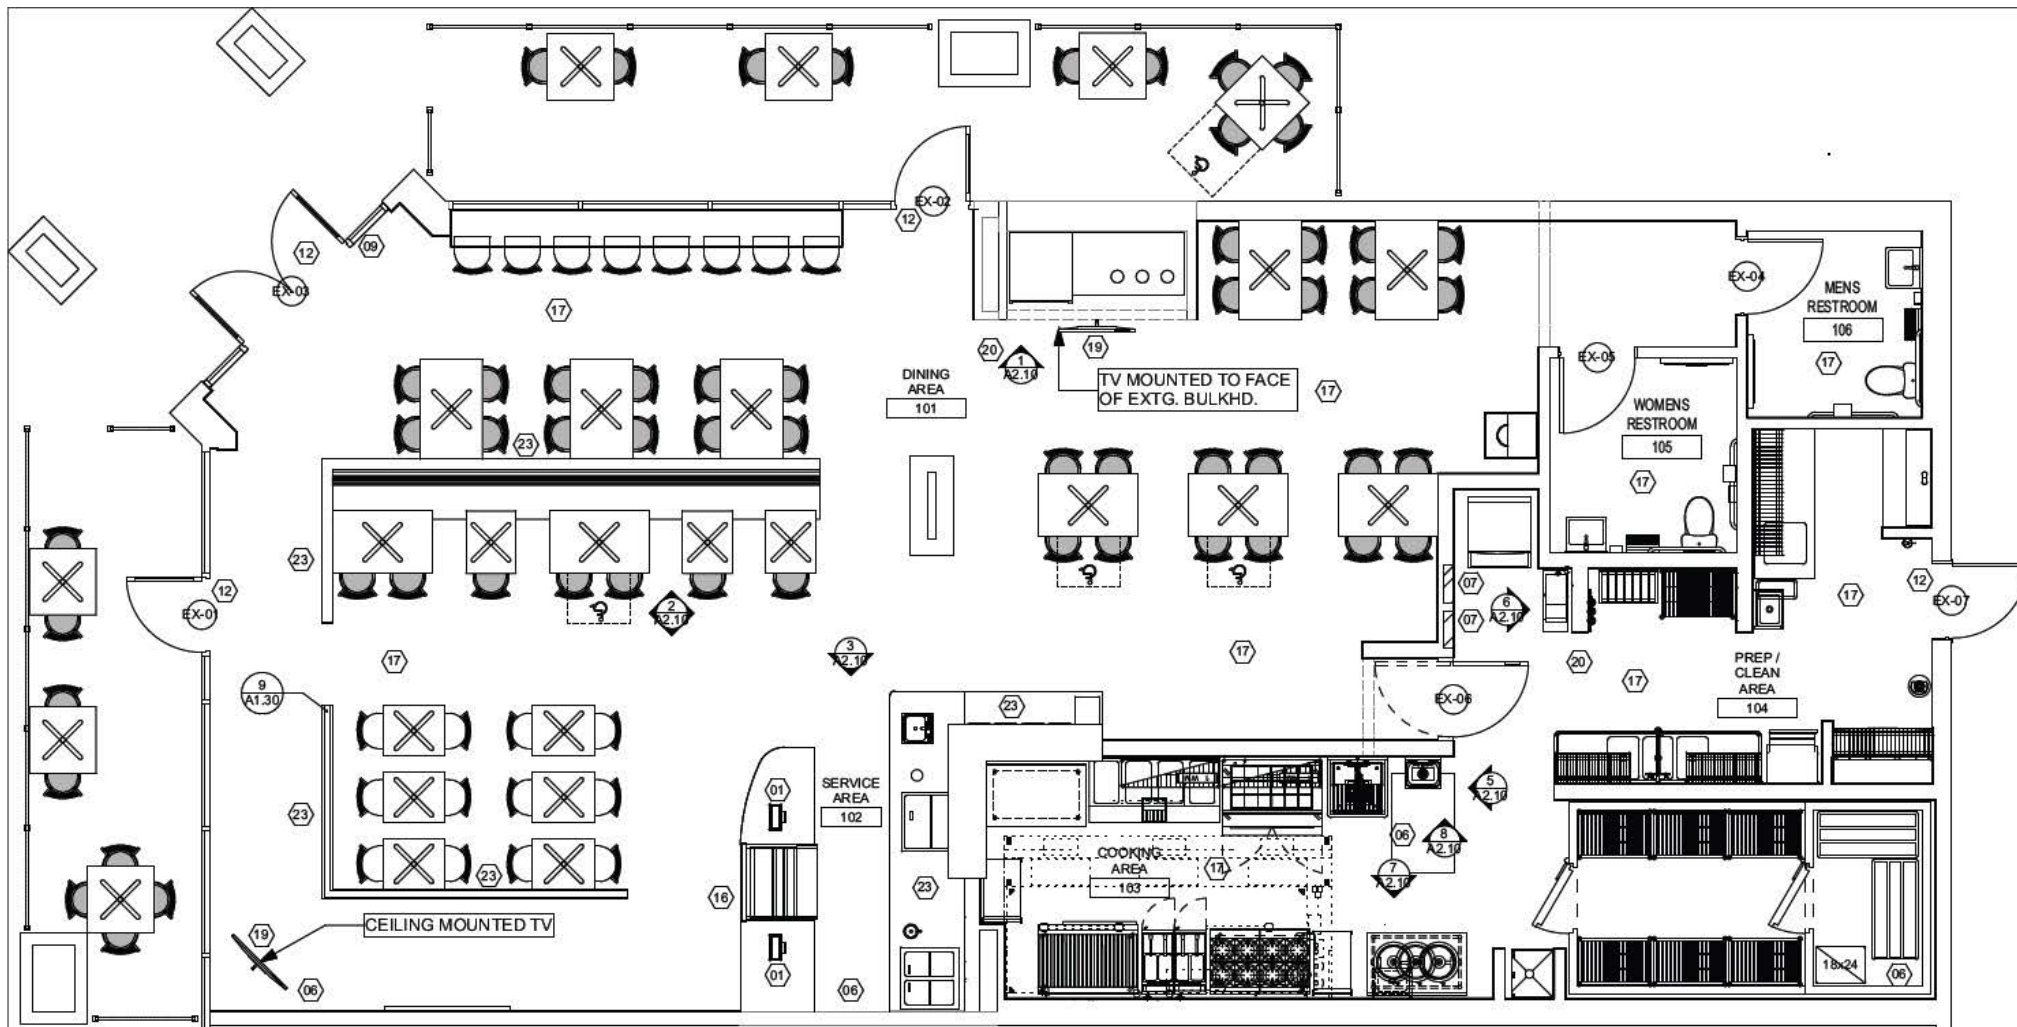 EX-02
12
12
09
EX-03
17
EX-04
MENS
RESTROOM
106
17
20
1
A2.10
19
TV MOUNTED TO FACE
OF EXTG. BULKHD.
17
EX-05
DINING
AREA
101
WOMENS
RESTROOM
105
17
23
23
12
EX-01
2
A2.10
07
07
6
A2.10
17
12
EX-07
3
A2.10
17
17
20
17
PREP /
CLEAN
AREA
104
9
A1.30
EX-06
23
SERVICE
AREA
102
01
5
A2.10
06
8
A2.10
23
COOKING
AREA
103
17
7
A2.10
23
16
23
CEILING MOUNTED TV
19
01
06
06
18x24
06